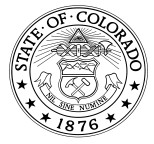 STATE·OF·COLORADO
NIL SINE NUMINE
1876